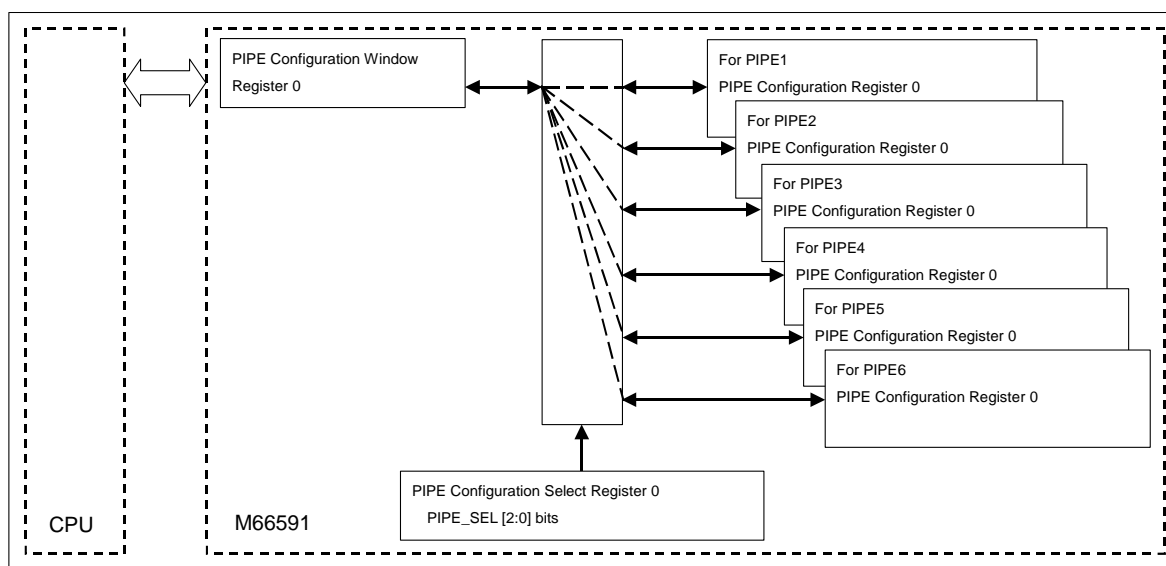 PIPE Configuration Window
Register 0
For PIPE1
PIPE Configuration Register 0
For PIPE2
PIPE Configuration Register 0
For PIPE3
PIPE Configuration Register 0
For PIPE4
PIPE Configuration Register 0
For PIPE5
PIPE Configuration Register 0
For PIPE6
PIPE Configuration Register 0
PIPE Configuration Select Register 0
PIPE_SEL [2:0] bits
CPU
M66591